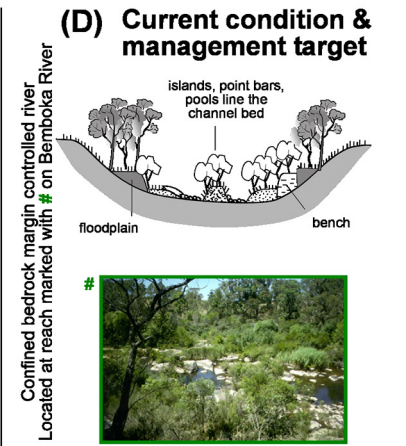 (D) Current condition &
management target
Confined bedrock margin controlled river
Located at reach marked with # on Bemboka River
islands, point bars,
pools line the
channel bed
floodplain
bench
#